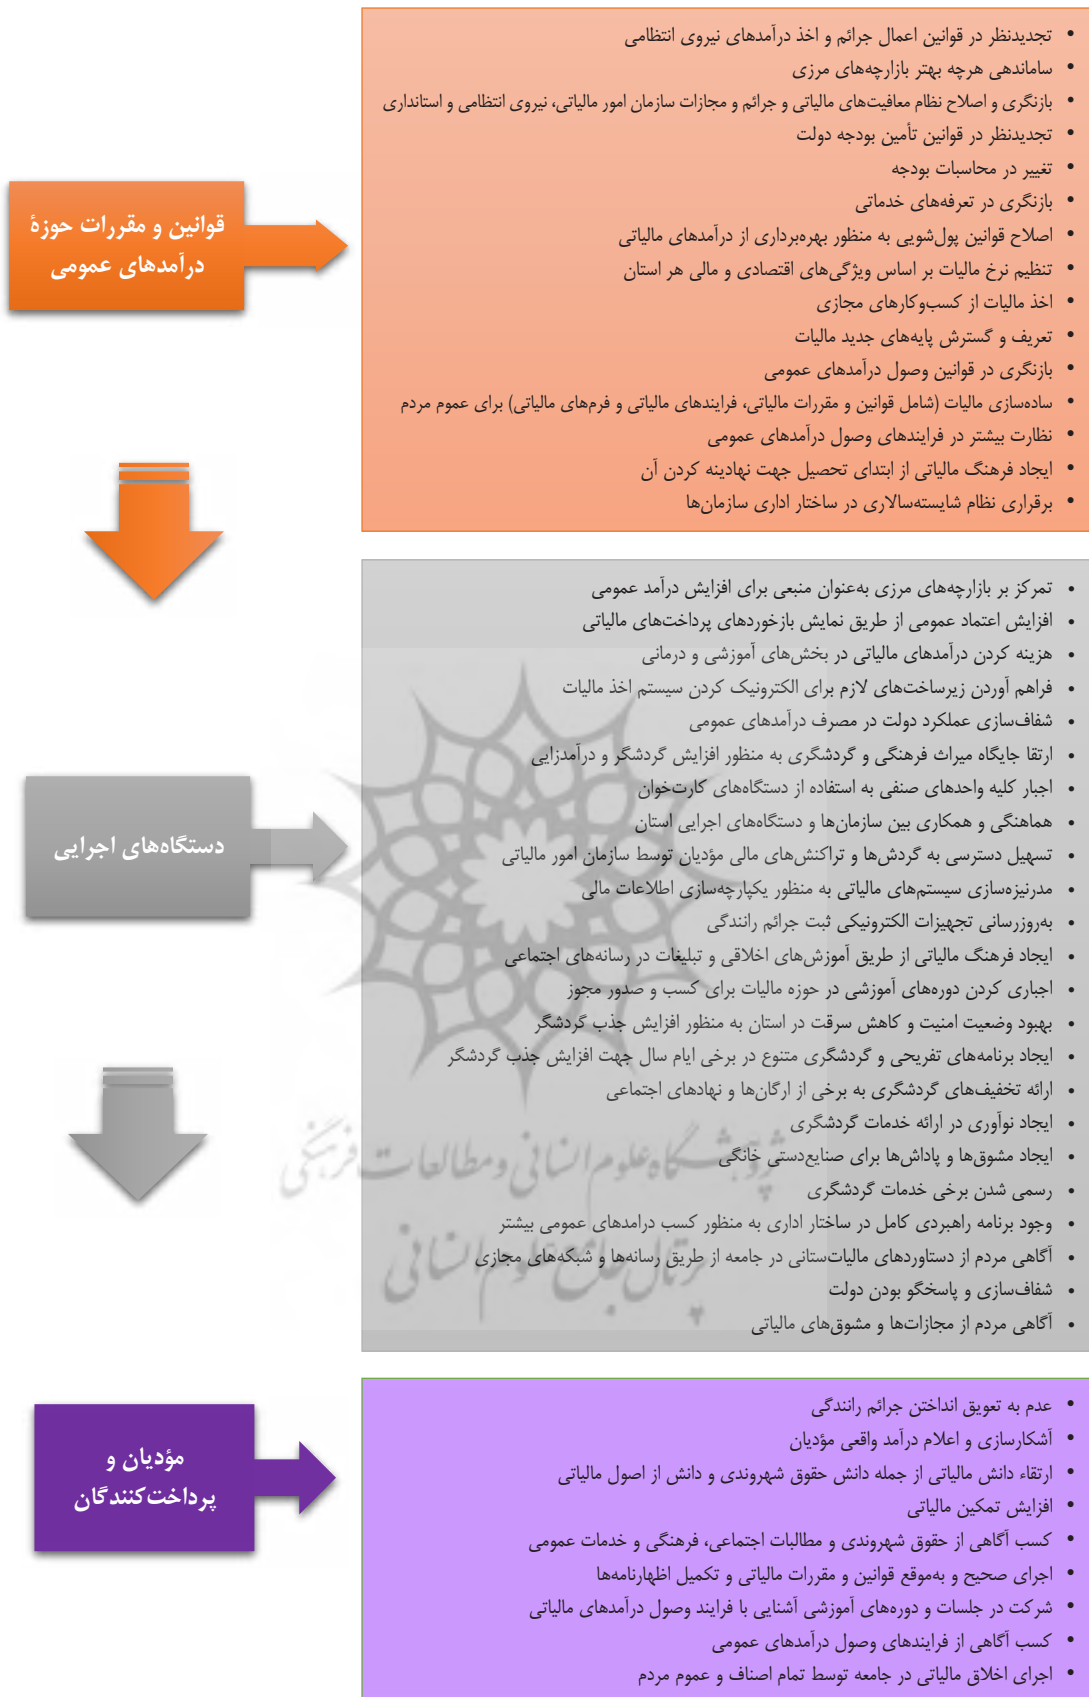 قوانین و مقررات حوزهٔ
درآمدهای عمومی
• تجدیدنظر در قوانین اعمال جرائم و اخذ درآمدهای نیروی انتظامی
• ساماندهی هرچه بهتر بازارچه‌های مرزی
• بازنگری و اصلاح نظام معافیت‌های مالیاتی و جرائم و مجازات سازمان امور مالیاتی، نیروی انتظامی و استانداری
• تجدیدنظر در قوانین تأمین بودجه دولت
• تغییر در محاسبات بودجه
• بازنگری در تعرفه‌های خدماتی
• اصلاح قوانین پول‌شویی به منظور بهره‌برداری از درآمدهای مالیاتی
• تنظیم نرخ مالیات بر اساس ویژگی‌های اقتصادی و مالی هر استان
• اخذ مالیات از کسب‌وکارهای مجازی
• تعریف و گسترش پایه‌های جدید مالیات
• بازنگری در قوانین وصول درآمدهای عمومی
• ساده‌سازی مالیات (شامل قوانین و مقررات مالیاتی، فرایندهای مالیاتی و فرم‌های مالیاتی) برای عموم مردم
• نظارت بیشتر در فرایندهای وصول درآمدهای عمومی
• ایجاد فرهنگ مالیاتی از ابتدای تحصیل جهت نهادینه کردن آن
• برقراری نظام شایسته‌سالاری در ساختار اداری سازمان‌ها
دستگاه‌های اجرایی
• تمرکز بر بازارچه‌های مرزی به‌عنوان منبعی برای افزایش درآمد عمومی
• افزایش اعتماد عمومی از طریق نمایش بازخوردهای پرداخت‌های مالیاتی
• هزینه کردن درآمدهای مالیاتی در بخش‌های آموزشی و درمانی
• فراهم آوردن زیرساخت‌های لازم برای الکترونیک کردن سیستم اخذ مالیات
• شفاف‌سازی عملکرد دولت در مصرف درآمدهای عمومی
• ارتقا جایگاه میراث فرهنگی و گردشگری به منظور افزایش گردشگر و درآمدزایی
• اجبار کلیه واحدهای صنفی به استفاده از دستگاه‌های کارت‌خوان
• هماهنگی و همکاری بین سازمان‌ها و دستگاه‌های اجرایی استان
• تسهیل دسترسی به گردش‌ها و تراکنش‌های مالی مؤدیان توسط سازمان امور مالیاتی
• مدرنیزه‌سازی سیستم‌های مالیاتی به منظور یکپارچه‌سازی اطلاعات مالی
• به‌روزرسانی تجهیزات الکترونیکی ثبت جرائم رانندگی
• ایجاد فرهنگ مالیاتی از طریق آموزش‌های اخلاقی و تبلیغات در رسانه‌های اجتماعی
• اجباری کردن دوره‌های آموزشی در حوزه مالیات برای کسب و صدور مجوز
• بهبود وضعیت امنیت و کاهش سرقت در استان به منظور افزایش جذب گردشگر
• ایجاد برنامه‌های تفریحی و گردشگری متنوع در برخی ایام سال جهت افزایش جذب گردشگر
• ارائه تخفیف‌های گردشگری به برخی از ارگان‌ها و نهادهای اجتماعی
• ایجاد نوآوری در ارائه خدمات گردشگری
• ایجاد مشوق‌ها و پاداش‌ها برای صنایع‌دستی خانگی
• رسمی شدن برخی خدمات گردشگری
• وجود برنامه راهبردی کامل در ساختار اداری به منظور کسب درامدهای عمومی بیشتر
• آگاهی مردم از دستاوردهای مالیات‌ستانی در جامعه از طریق رسانه‌ها و شبکه‌های مجازی
• شفاف‌سازی و پاسخگو بودن دولت
• آگاهی مردم از مجازات‌ها و مشوق‌های مالیاتی
پژوهشگاه علوم انسانی و مطالعات فرهنگی
پرتال جامع علوم انسانی
مؤدیان و
پرداخت‌کنندگان
• عدم به تعویق انداختن جرائم رانندگی
• آشکارسازی و اعلام درآمد واقعی مؤدیان
• ارتقاء دانش مالیاتی از جمله دانش حقوق شهروندی و دانش از اصول مالیاتی
• افزایش تمکین مالیاتی
• کسب آگاهی از حقوق شهروندی و مطالبات اجتماعی، فرهنگی و خدمات عمومی
• اجرای صحیح و به‌موقع قوانین و مقررات مالیاتی و تکمیل اظهارنامه‌ها
• شرکت در جلسات و دوره‌های آموزشی آشنایی با فرایند وصول درآمدهای مالیاتی
• کسب آگاهی از فرایندهای وصول درآمدهای عمومی
• اجرای اخلاق مالیاتی در جامعه توسط تمام اصناف و عموم مردم